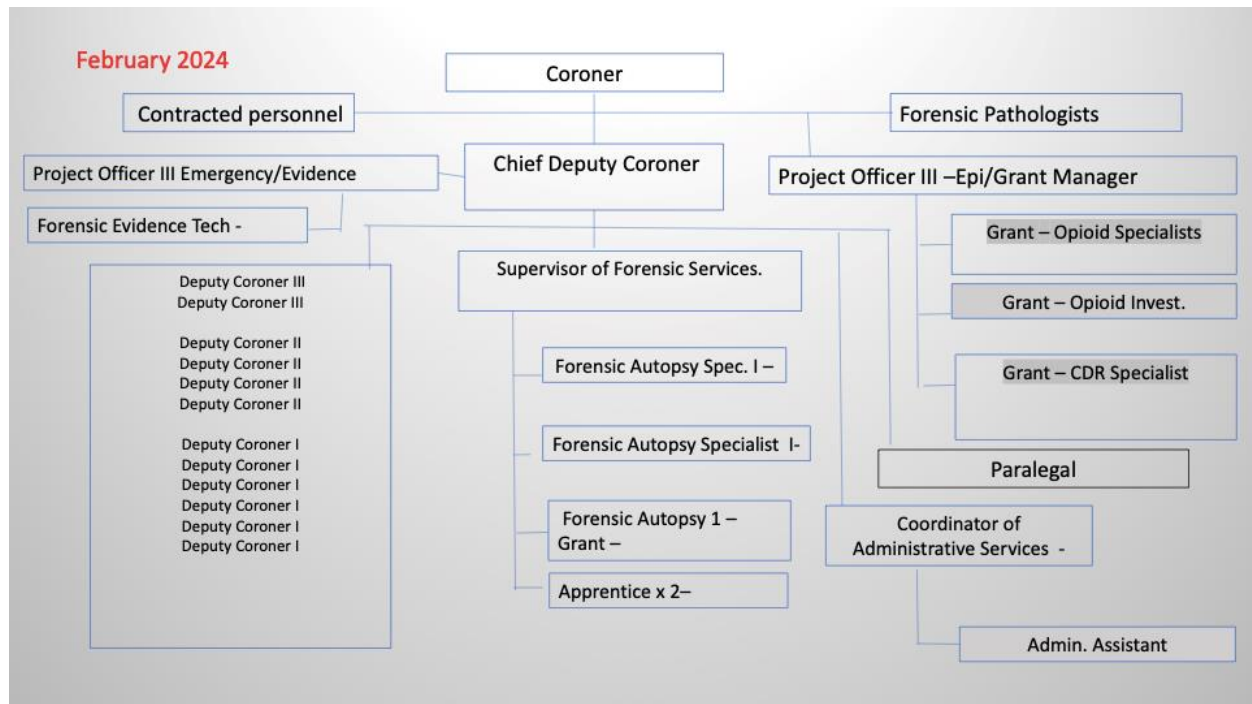 February 2024
Coroner
Contracted personnel
Forensic Pathologists
Project Officer III Emergency/Evidence
Chief Deputy Coroner
Project Officer III –Epi/Grant Manager
Forensic Evidence Tech -
Grant – Opioid Specialists
Supervisor of Forensic Services.
Deputy Coroner III
Deputy Coroner III
Deputy Coroner II
Deputy Coroner II
Deputy Coroner II
Deputy Coroner II
Deputy Coroner I
Deputy Coroner I
Deputy Coroner I
Deputy Coroner I
Deputy Coroner I
Deputy Coroner I
Grant – Opioid Invest.
Forensic Autopsy Spec. I –
Grant – CDR Specialist
Forensic Autopsy Specialist  I-
Paralegal
Forensic Autopsy 1 –
Grant –
Coordinator of
Administrative Services  -
Apprentice x 2–
Admin. Assistant